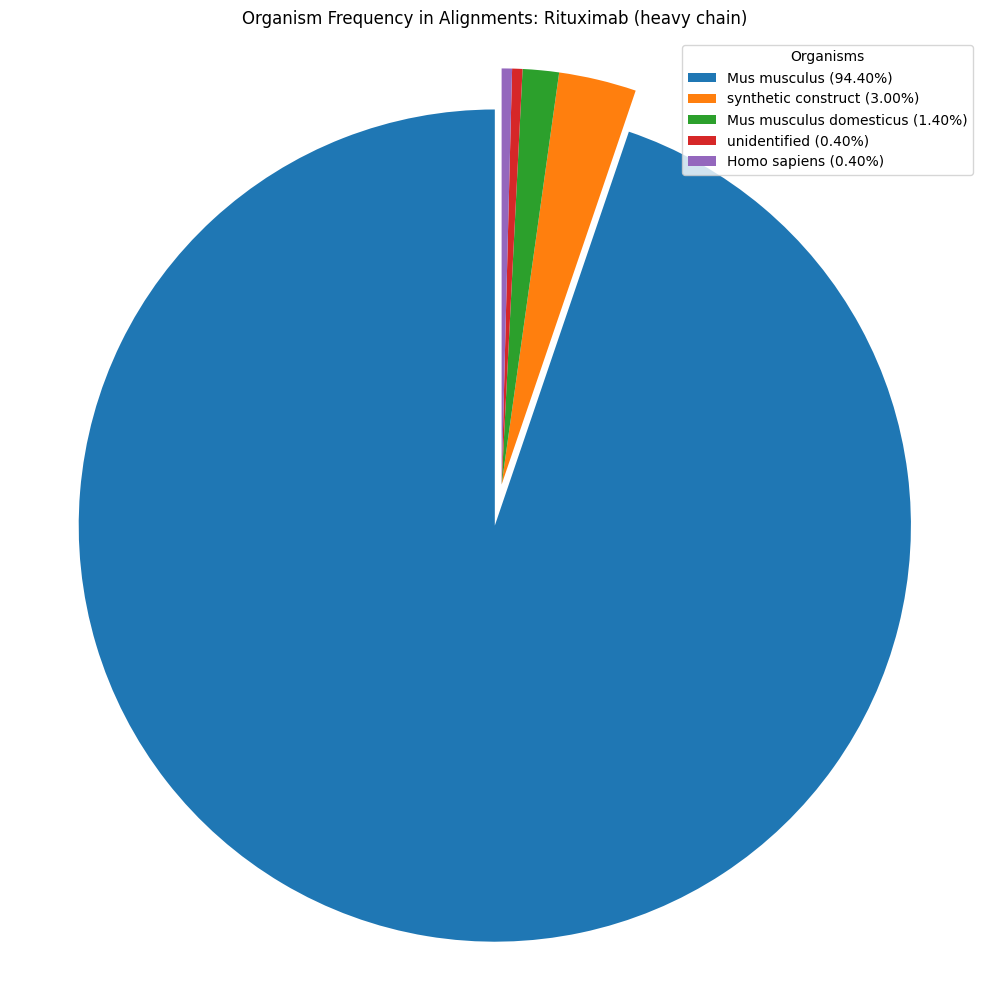 Organism Frequency in Alignments: Rituximab (heavy chain)
Organisms
Mus musculus (94.40%)
synthetic construct (3.00%)
Mus musculus domesticus (1.40%)
unidentified (0.40%)
Homo sapiens (0.40%)